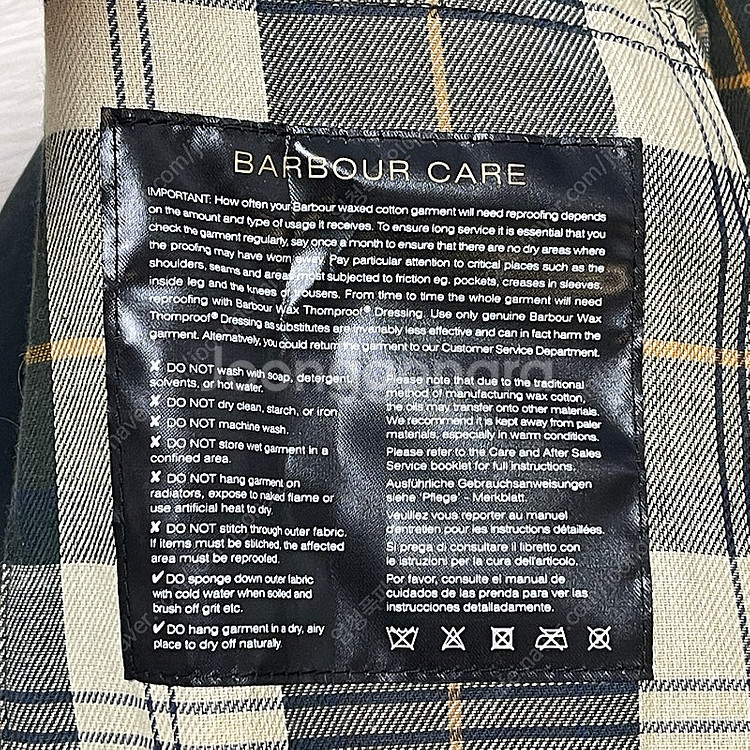 BARBOUR CARE
IMPORTANT: How often your Barbour waxed cotton garment will need reproofing depends
on the amount and type of usage it receives. To ensure long service it is essential that you
check the garment regularly, say once a month to ensure that there are no dry areas where
the proofing may have worn away. Pay particular attention to critical places such as the
shoulders, seams and areas most subjected to friction eg. pockets, creases in sleeves,
inside leg and the knees of trousers. From time to time the whole garment will need
reproofing with Barbour Wax Thornproof® Dressing. Use only genuine Barbour Wax
Thornproof® Dressing as substitutes are invariably less effective and can in fact harm the
garment. Alternatively, you could return the garment to our Customer Service Department.
✘ DO NOT wash with soap, detergent,
solvents, or hot water.
✘ DO NOT dry clean, starch, or iron.
✘ DO NOT machine wash.
✘ DO NOT store wet garment in a
confined area.
✘ DO NOT hang garment on
radiators, expose to naked flame or
use artificial heat to dry.
✘ DO NOT stitch through outer fabric.
If items must be stitched, the affected
area must be reproofed.
✔ DO sponge down outer fabric
with cold water when soiled and
brush off grit etc.
✔ DO hang garment in a dry, airy
place to dry off naturally.
Please note that due to the traditional
method of manufacturing wax cotton,
the oils may transfer onto other materials.
We recommend it is kept away from paler
materials, especially in warm conditions.
Please refer to the Care and After Sales
Service booklet for full instructions.
Ausführliche Gebrauchsanweisungen
siehe 'Pflege' - Merkblatt.
Veuillez vous reporter au manuel
d'entretien pour les instructions détaillées.
Si prega di consultare il libretto con
le istruzioni per la cura dell'articolo.
Por favor, consulte el manual de
cuidados de las prenda para ver las
instrucciones detalladamente.
joongonara